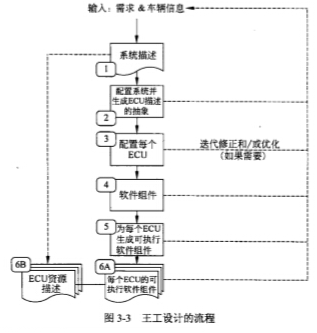 输入：需求 & 车辆信息
系统描述
1
配置系统并
生成ECU描述
的抽象
2
3
配置每个
ECU
迭代修正和/或优化
（如果需要）
4
软件组件
5
为每个ECU
生成可执行
软件组件
6B
ECU资源
描述
6A
每个ECU的可
执行软件组件
图 3-3 王工设计的流程